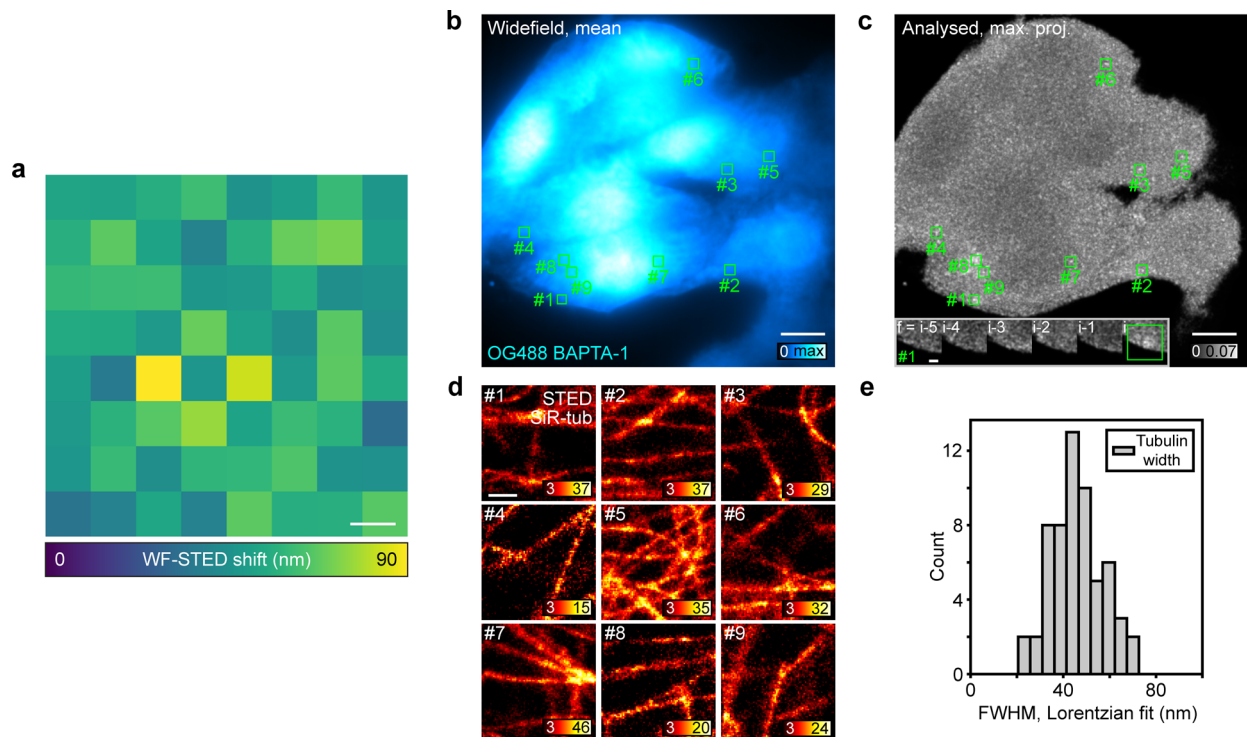 a
0 WF-STED shift (nm) 90
b
Widefield, mean
#6
#5
#3
#4
#8
#9
#7
#2
#1
OG488 BAPTA-1
0 max
c
Analysed, max. proj.
#6
#5
#3
#4
#8
#9
#7
#2
#1
f = i-5 i-4 i-3 i-2 i-1 i
#1
0 0.07
d
#1 STED
SiR-tub
3 37
#2
3 37
#3
3 29
#4
3 15
#5
3 35
#6
3 32
#7
3 46
#8
3 20
#9
3 24
e
Tubulin
width
12
8
4
0
Count
0 40 80
FWHM, Lorentzian fit (nm)